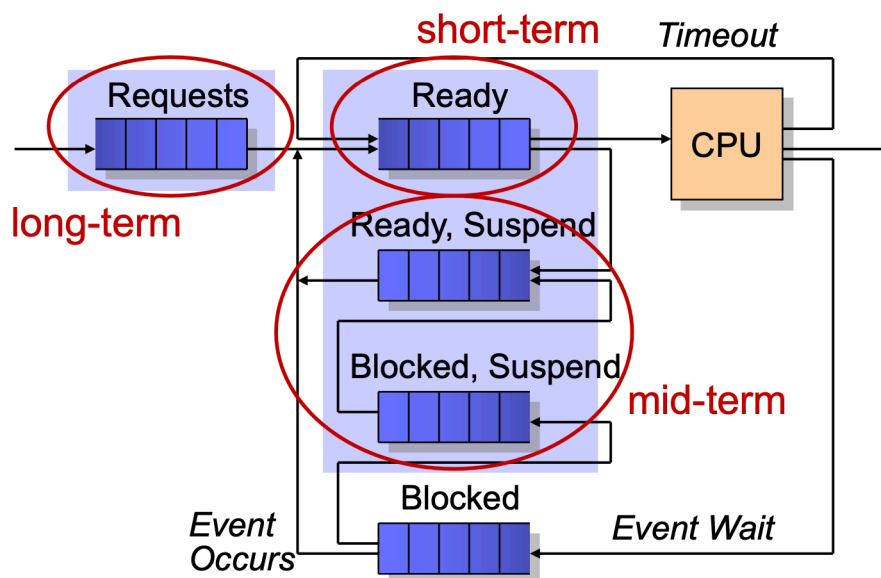 short-term
Timeout
Requests
Ready
CPU
long-term
Ready, Suspend
Blocked, Suspend
mid-term
Blocked
Event
Occurs
Event Wait